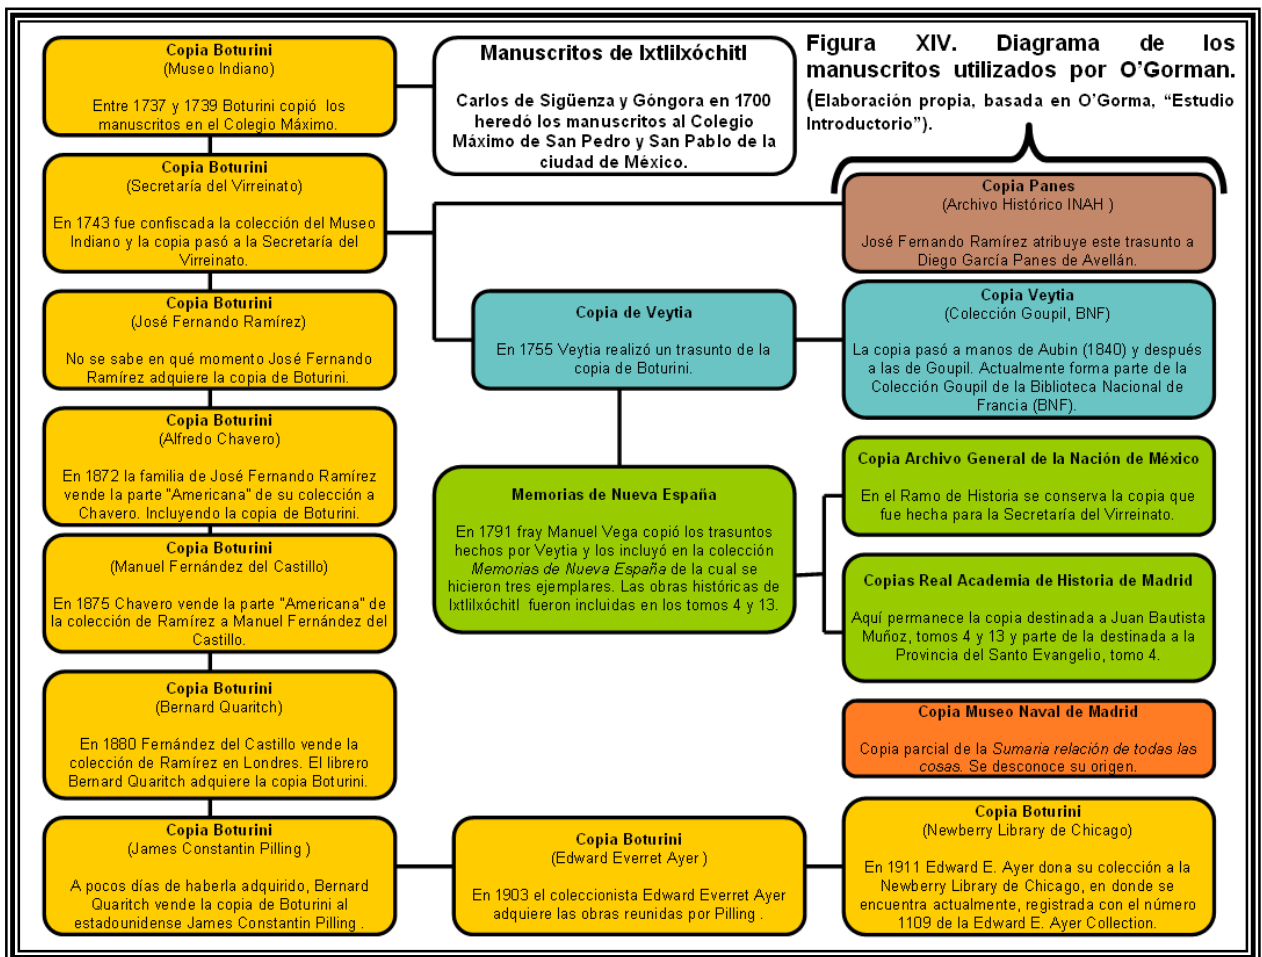 Copia Boturini
(Museo Indiano)
Entre 1737 y 1739 Boturini copió los
manuscritos en el Colegio Máximo.
Manuscritos de Ixtlilxóchitl
Carlos de Sigüenza y Góngora en 1700
heredó los manuscritos al Colegio
Máximo de San Pedro y San Pablo de la
ciudad de México.
Figura XIV. Diagrama de los
manuscritos utilizados por O'Gorman.
(Elaboración propia, basada en O'Gorma, "Estudio
Introductorio").
Copia Boturini
(Secretaría del Virreinato)
En 1743 fue confiscada la colección del Museo
Indiano y la copia pasó a la Secretaría del
Virreinato.
Copia Panes
(Archivo Histórico INAH )
José Fernando Ramírez atribuye este trasunto a
Diego García Panes de Avellán.
Copia Boturini
(José Fernando Ramírez)
No se sabe en qué momento José Fernando
Ramírez adquiere la copia de Boturini.
Copia de Veytia
En 1755 Veytia realizó un trasunto de la
copia de Boturini.
Copia Veytia
(Colección Goupil, BNF)
La copia pasó a manos de Aubin (1840) y después
a las de Goupil. Actualmente forma parte de la
Colección Goupil de la Biblioteca Nacional de
Francia (BNF).
Copia Boturini
(Alfredo Chavero)
En 1872 la familia de José Fernando Ramírez
vende la parte "Americana" de su colección a
Chavero. Incluyendo la copia de Boturini.
Memorias de Nueva España
En 1791 fray Manuel Vega copió los trasuntos
hechos por Veytia y los incluyó en la colección
Memorias de Nueva España de la cual se
hicieron tres ejemplares. Las obras históricas de
Ixtlilxóchitl fueron incluidas en los tomos 4 y 13.
Copia Archivo General de la Nación de México
En el Ramo de Historia se conserva la copia que
fue hecha para la Secretaría del Virreinato.
Copia Boturini
(Manuel Fernández del Castillo)
En 1875 Chavero vende la parte "Americana" de
la colección de Ramírez a Manuel Fernández del
Castillo.
Copias Real Academia de Historia de Madrid
Aquí permanece la copia destinada a Juan Bautista
Muñoz, tomos 4 y 13 y parte de la destinada a la
Provincia del Santo Evangelio, tomo 4.
Copia Boturini
(Bernard Quaritch)
En 1880 Fernández del Castillo vende la
colección de Ramírez en Londres. El librero
Bernard Quaritch adquiere la copia Boturini.
Copia Museo Naval de Madrid
Copia parcial de la Sumaria relación de todas las
cosas. Se desconoce su origen.
Copia Boturini
(James Constantin Pilling )
A pocos días de haberla adquirido, Bernard
Quaritch vende la copia de Boturini al
estadounidense James Constantin Pilling .
Copia Boturini
(Edward Everret Ayer )
En 1903 el coleccionista Edward Everret Ayer
adquiere las obras reunidas por Pilling .
Copia Boturini
(Newberry Library de Chicago)
En 1911 Edward E. Ayer dona su colección a la
Newberry Library de Chicago, en donde se
encuentra actualmente, registrada con el número
1109 de la Edward E. Ayer Collection.